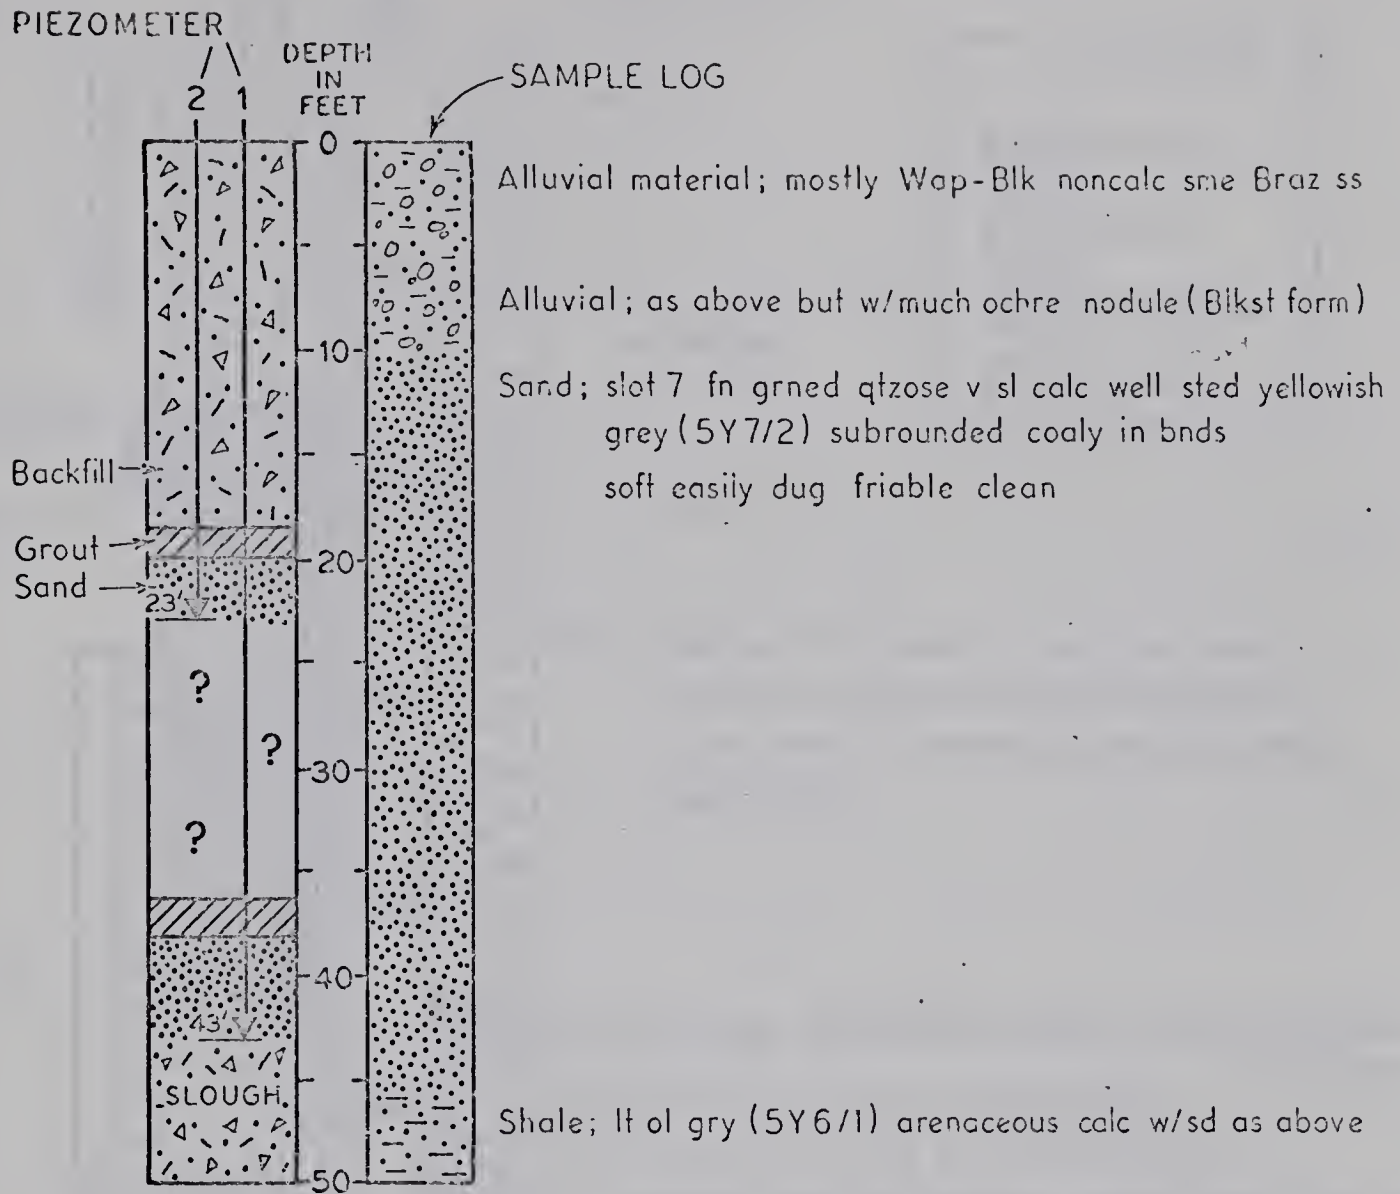 PIEZOMETER
2 1
DEPTH
IN
FEET
SAMPLE LOG
0
Alluvial material; mostly Wap-Blk noncalc sme Braz ss
Alluvial; as above but w/much ochre nodule (Blkst form)
10
Sand; slot 7 fn grned qtzose v sl calc well sted yellowish
grey (5Y7/2) subrounded coaly in bnds
soft easily dug friable clean
Backfill
Grout
20
Sand
23'
?
?
30
?
40
43'
SLOUGH
Shale; lt ol gry (5Y6/1) arenaceous calc w/sd as above
50